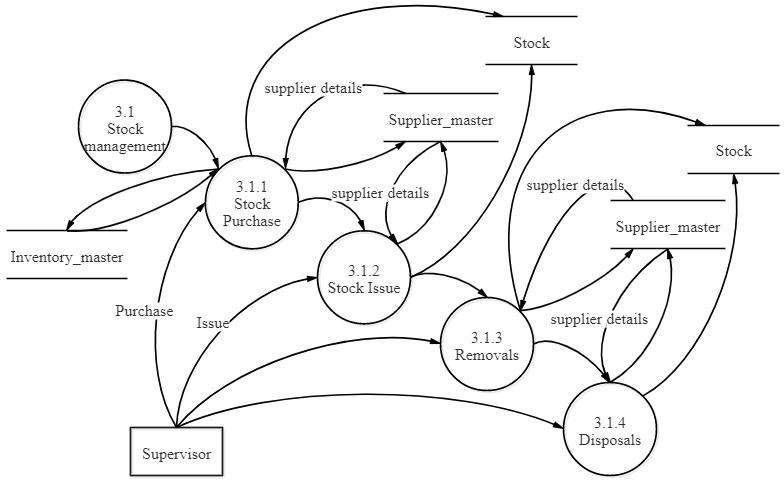 Stock
supplier details
3.1
Stock
management
Supplier_master
Stock
3.1.1
Stock
Purchase
supplier details
supplier details
Supplier_master
Inventory_master
3.1.2
Stock Issue
Purchase
Issue
supplier details
3.1.3
Removals
3.1.4
Disposals
Supervisor